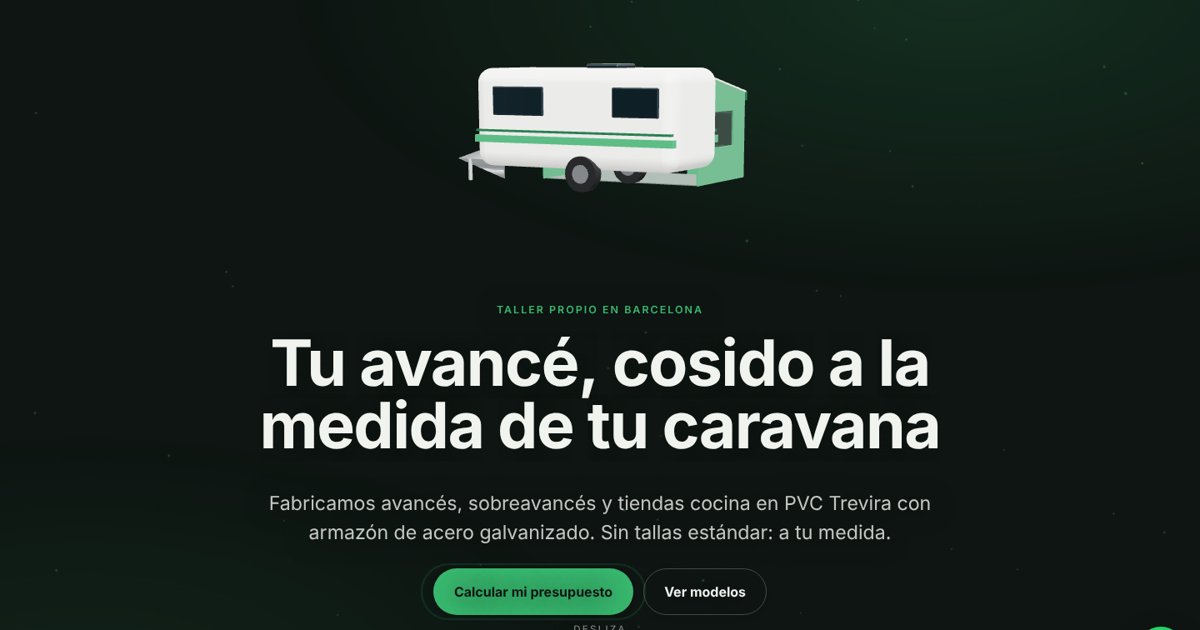 TALLER PROPIO EN BARCELONA
Tu avancé, cosido a la
medida de tu caravana
Fabricamos avancés, sobreavancés y tiendas cocina en PVC Trevira con
armazón de acero galvanizado. Sin tallas estándar: a tu medida.
Calcular mi presupuesto Ver modelos
DESLIZA